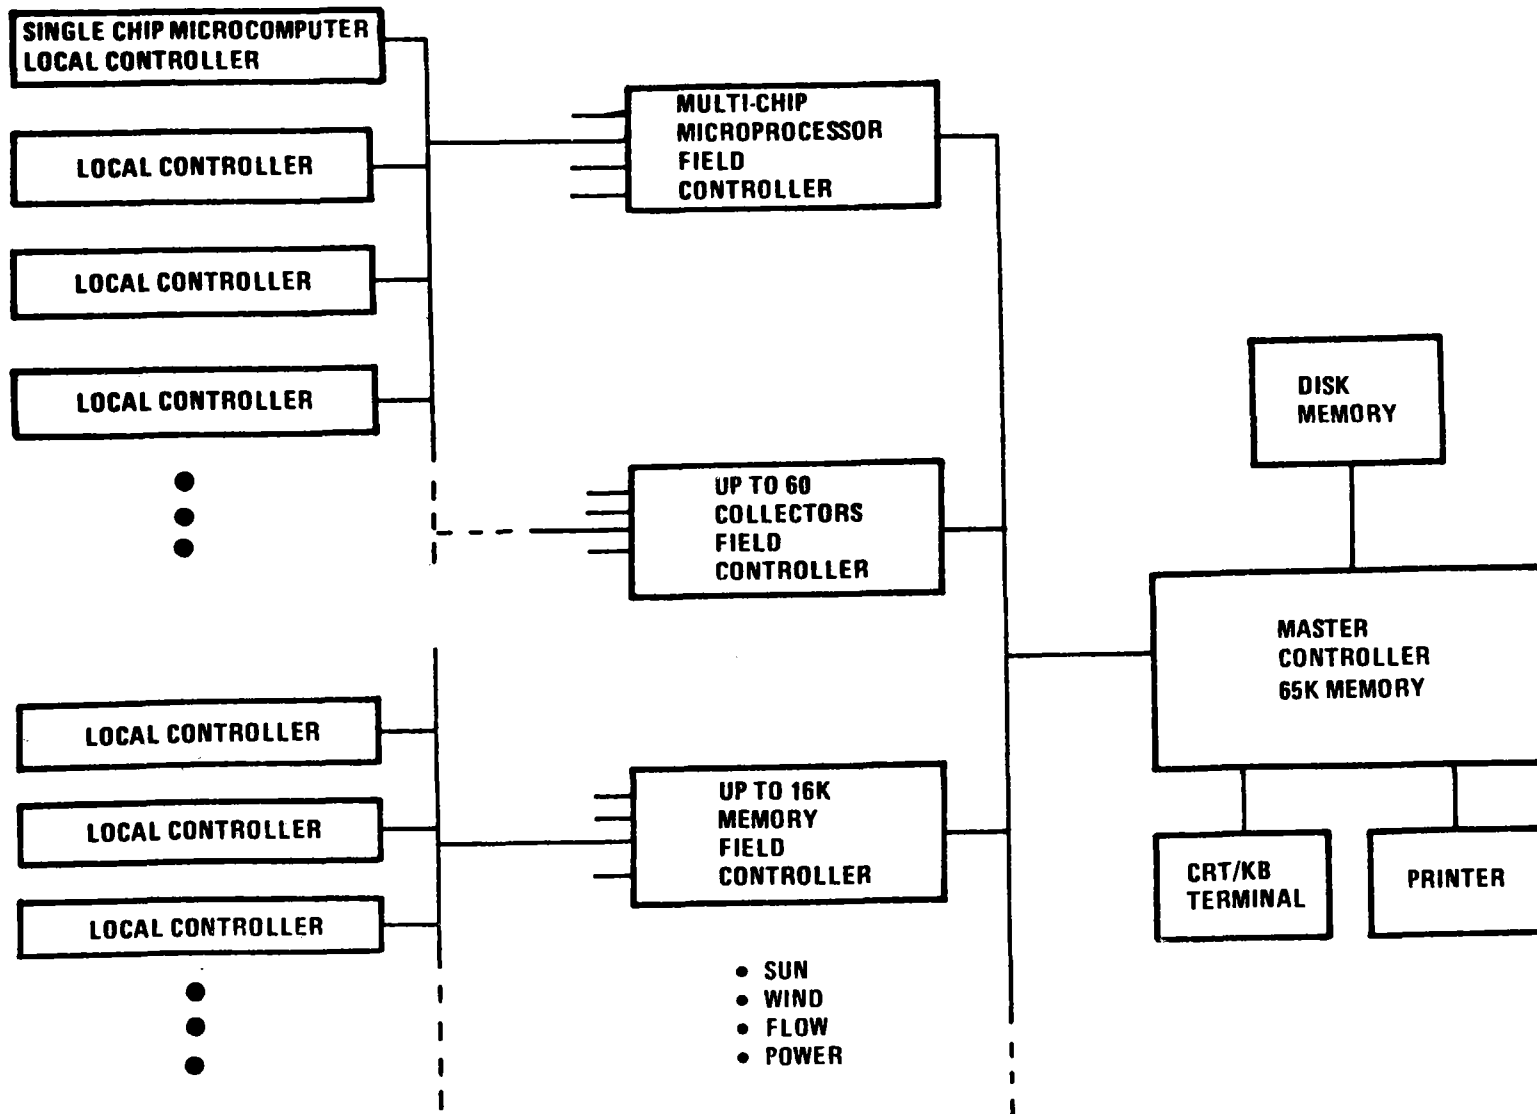 SINGLE CHIP MICROCOMPUTER
LOCAL CONTROLLER
LOCAL CONTROLLER
LOCAL CONTROLLER
LOCAL CONTROLLER
LOCAL CONTROLLER
LOCAL CONTROLLER
LOCAL CONTROLLER
MULTI-CHIP
MICROPROCESSOR
FIELD
CONTROLLER
UP TO 60
COLLECTORS
FIELD
CONTROLLER
UP TO 16K
MEMORY
FIELD
CONTROLLER
• SUN
• WIND
• FLOW
• POWER
DISK
MEMORY
MASTER
CONTROLLER
65K MEMORY
CRT/KB
TERMINAL
PRINTER